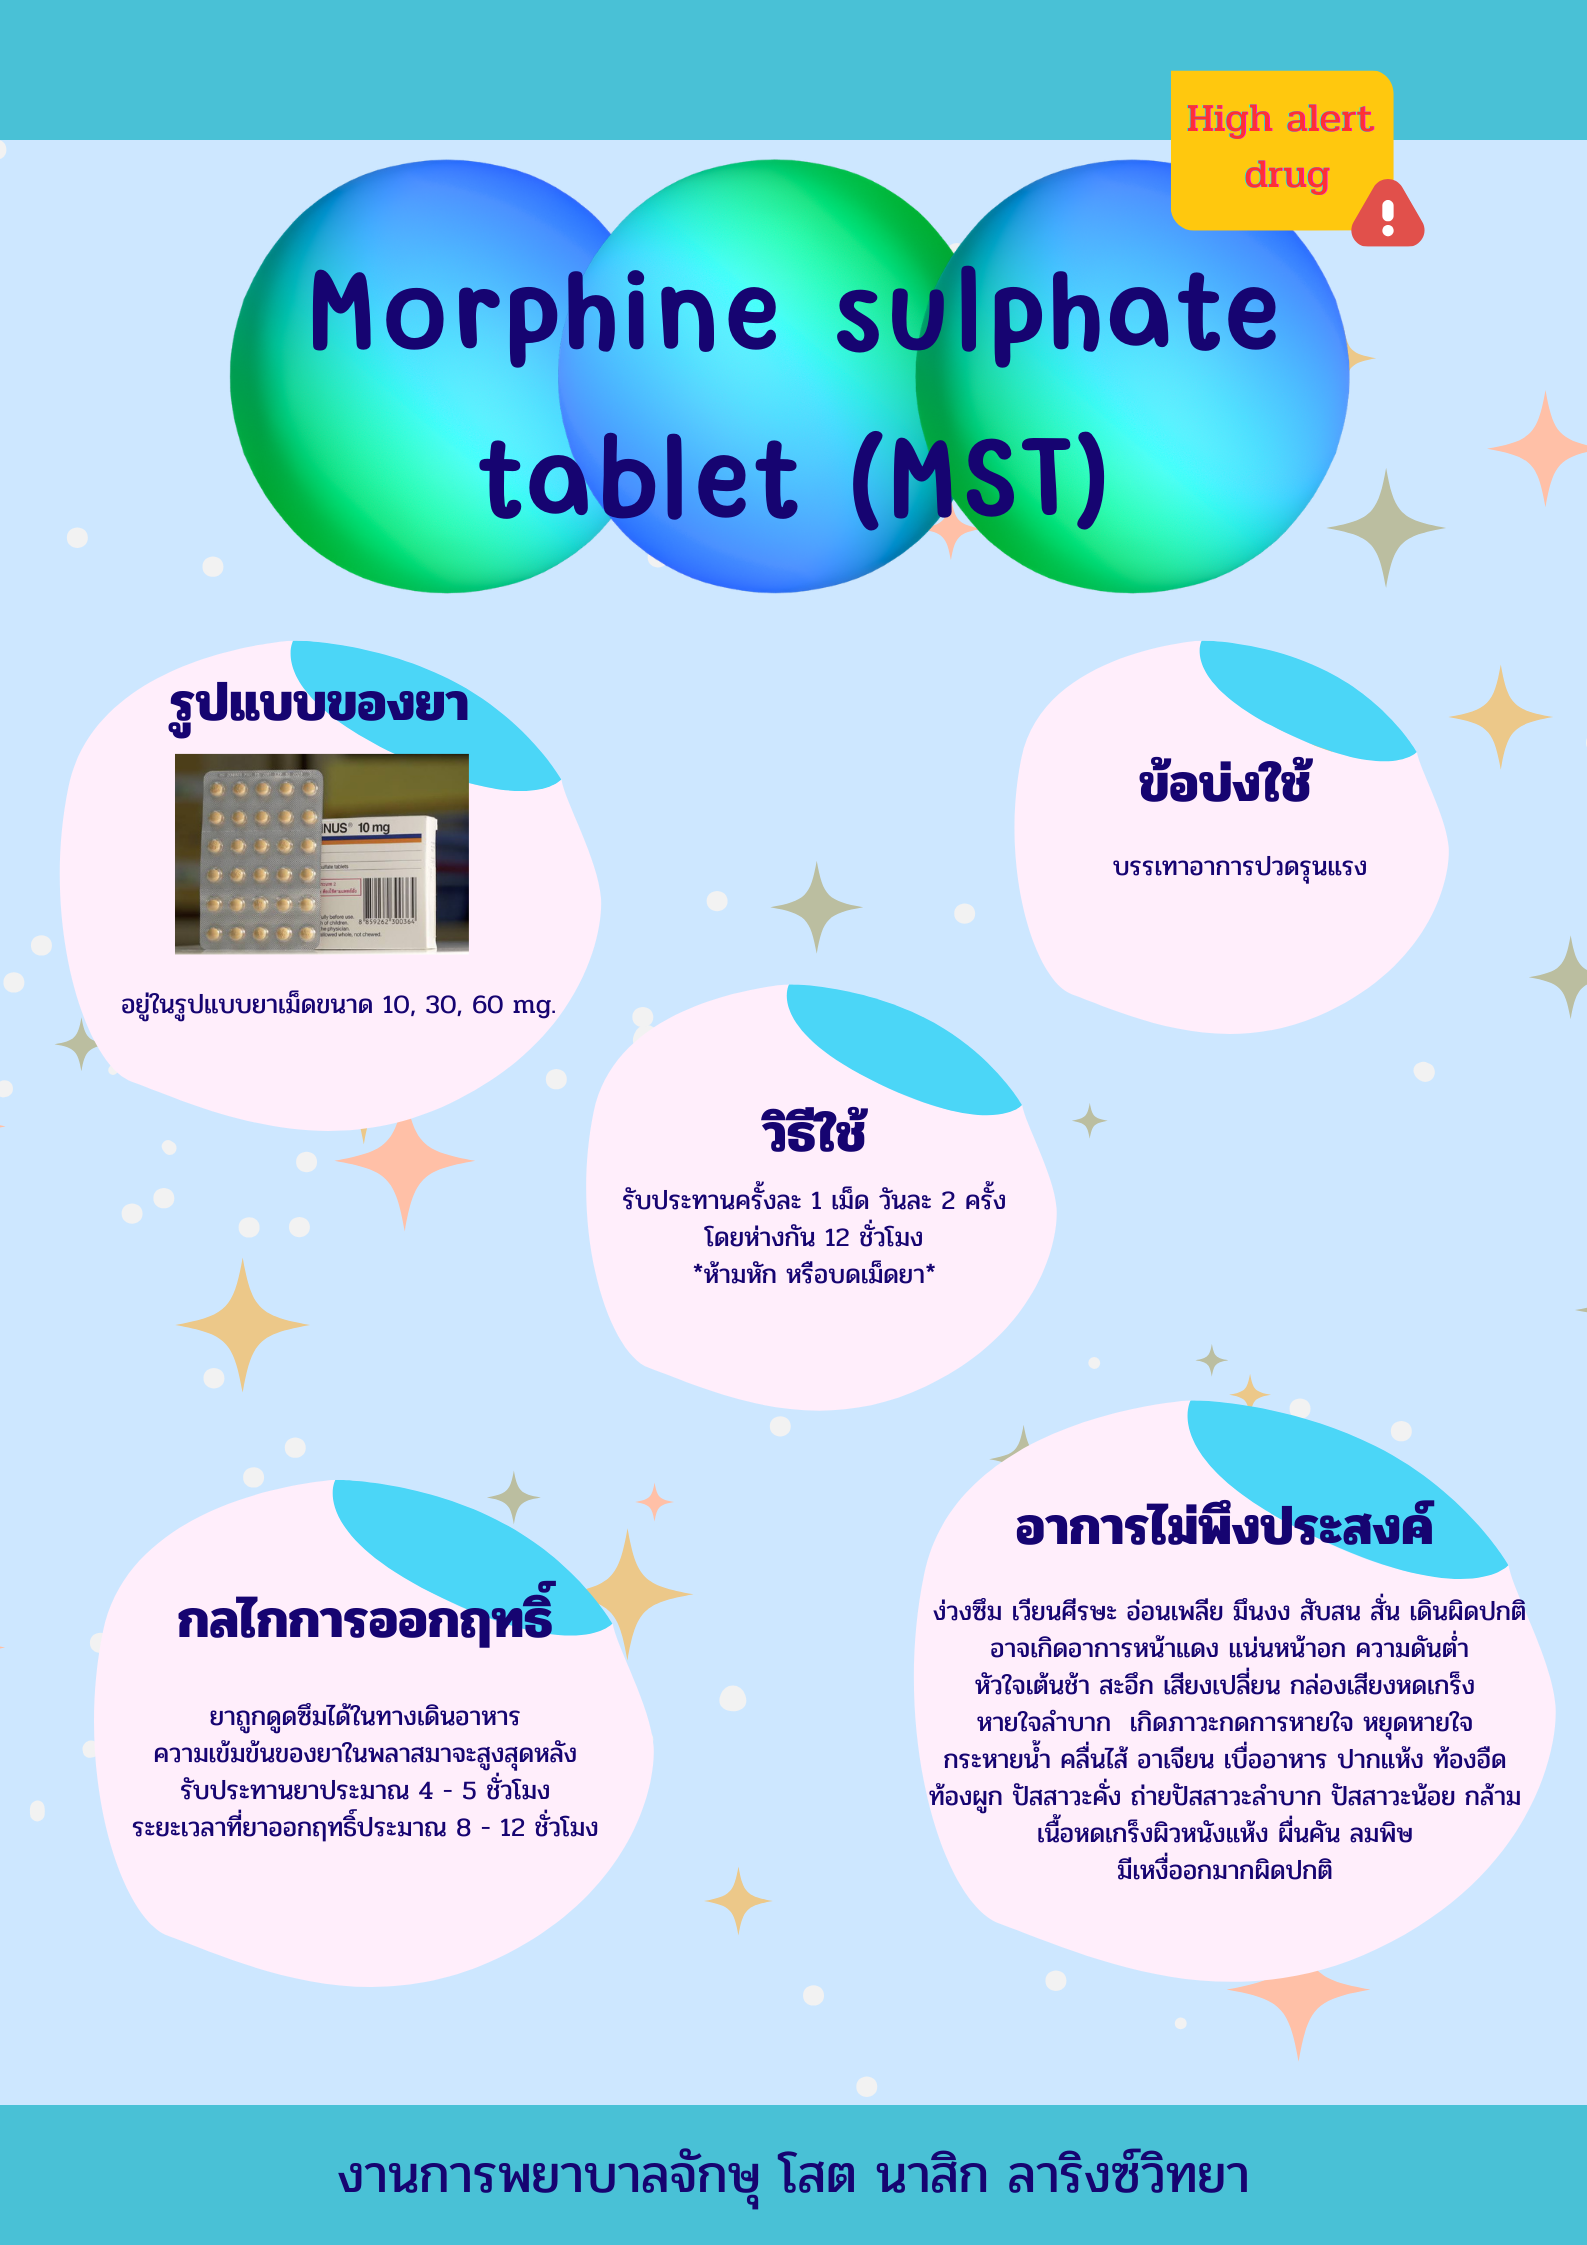 High alert
drug
Morphine sulphate
tablet (MST)
รูปแบบของยา
INUS® 10 mg
8 859262 300364
ally before use.
of children.
the physician.
allowed whole, not chewed.
อยู่ในรูปแบบยาเม็ดขนาด 10, 30, 60 mg.
ข้อบ่งใช้
บรรเทาอาการปวดรุนแรง
วิธีใช้
รับประทานครั้งละ 1 เม็ด วันละ 2 ครั้ง
โดยห่างกัน 12 ชั่วโมง
*ห้ามหัก หรือบดเม็ดยา*
กลไกการออกฤทธิ์
ยาถูกดูดซึมได้ในทางเดินอาหาร
ความเข้มข้นของยาในพลาสมาจะสูงสุดหลัง
รับประทานยาประมาณ 4 - 5 ชั่วโมง
ระยะเวลาที่ยาออกฤทธิ์ประมาณ 8 - 12 ชั่วโมง
อาการไม่พึงประสงค์
ง่วงซึม เวียนศีรษะ อ่อนเพลีย มึนงง สับสน สั่น เดินผิดปกติ
อาจเกิดอาการหน้าแดง แน่นหน้าอก ความดันต่ำ
หัวใจเต้นช้า สะอึก เสียงเปลี่ยน กล่องเสียงหดเกร็ง
หายใจลำบาก เกิดภาวะกดการหายใจ หยุดหายใจ
กระหายน้ำ คลื่นไส้ อาเจียน เบื่ออาหาร ปากแห้ง ท้องอืด
ท้องผูก ปัสสาวะคั่ง ถ่ายปัสสาวะลำบาก ปัสสาวะน้อย กล้าม
เนื้อหดเกร็งผิวหนังแห้ง ผื่นคัน ลมพิษ
มีเหงื่ออกมากผิดปกติ
งานการพยาบาลจักษุ โสต นาสิก ลาริงซ์วิทยา